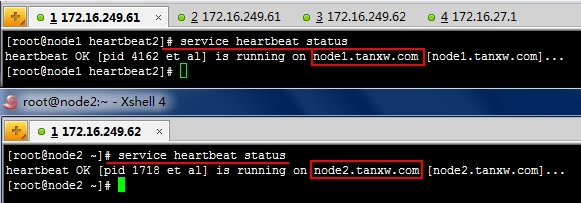 1 172.16.249.61
2 172.16.249.61
3 172.16.249.62
4 172.16.27.1
[root@node1 heartbeat2]# service heartbeat status
heartbeat OK [pid 4162 et al] is running on node1.tanxw.com [node1.tanxw.com]...
[root@node1 heartbeat2]#
root@node2:~ - Xshell 4
1 172.16.249.62
[root@node2 ~]# service heartbeat status
heartbeat OK [pid 1718 et al] is running on node2.tanxw.com [node2.tanxw.com]...
[root@node2 ~]#